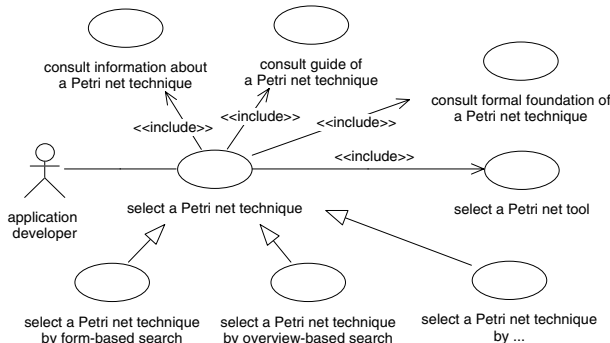 consult information about
a Petri net technique
consult guide of
a Petri net technique
consult formal foundation of
a Petri net technique
<<include>>
<<include>>
<<include>>
<<include>>
application
developer
select a Petri net technique
select a Petri net tool
select a Petri net technique
by form-based search
select a Petri net technique
by overview-based search
select a Petri net technique
by ...